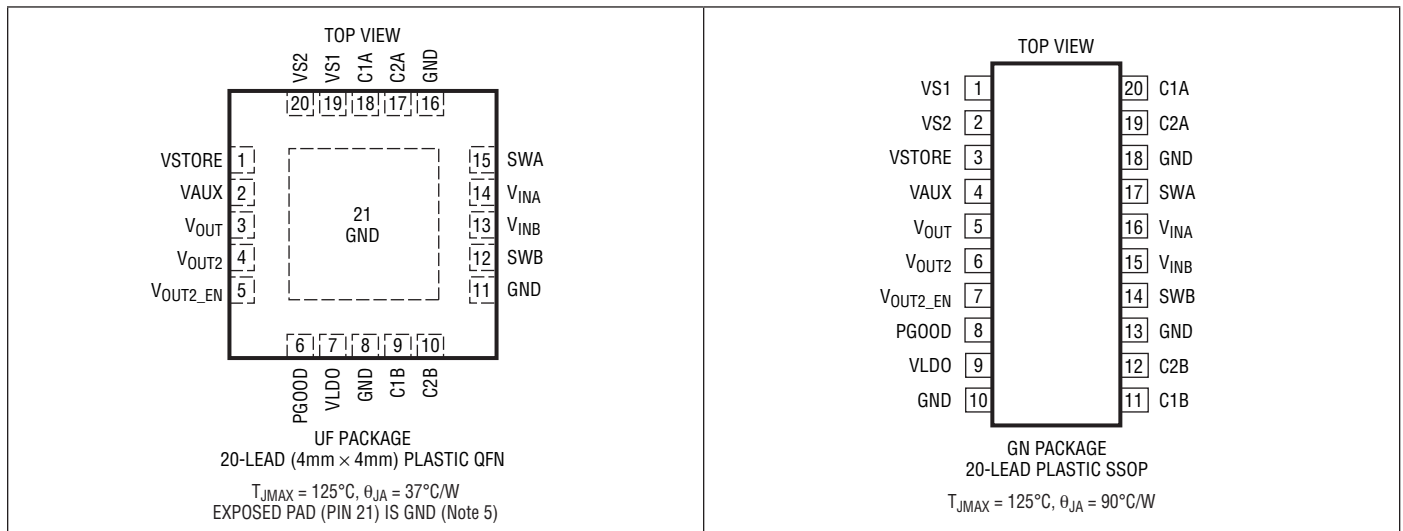 TOP VIEW
VS2 VS1 C1A C2A GND
20 19 18 17 16
VSTORE 1
VAUX 2
VOUT 3
VOUT2 4
VOUT2_EN 5
21
GND
15 SWA
14 VINA
13 VINB
12 SWB
11 GND
6 7 8 9 10
PGOOD VLDO GND C1B C2B
UF PACKAGE
20-LEAD (4mm × 4mm) PLASTIC QFN
TJMAX = 125°C, θJA = 37°C/W
EXPOSED PAD (PIN 21) IS GND (Note 5)
TOP VIEW
VS1 1
VS2 2
VSTORE 3
VAUX 4
VOUT 5
VOUT2 6
VOUT2_EN 7
PGOOD 8
VLDO 9
GND 10
20 C1A
19 C2A
18 GND
17 SWA
16 VINA
15 VINB
14 SWB
13 GND
12 C2B
11 C1B
GN PACKAGE
20-LEAD PLASTIC SSOP
TJMAX = 125°C, θJA = 90°C/W